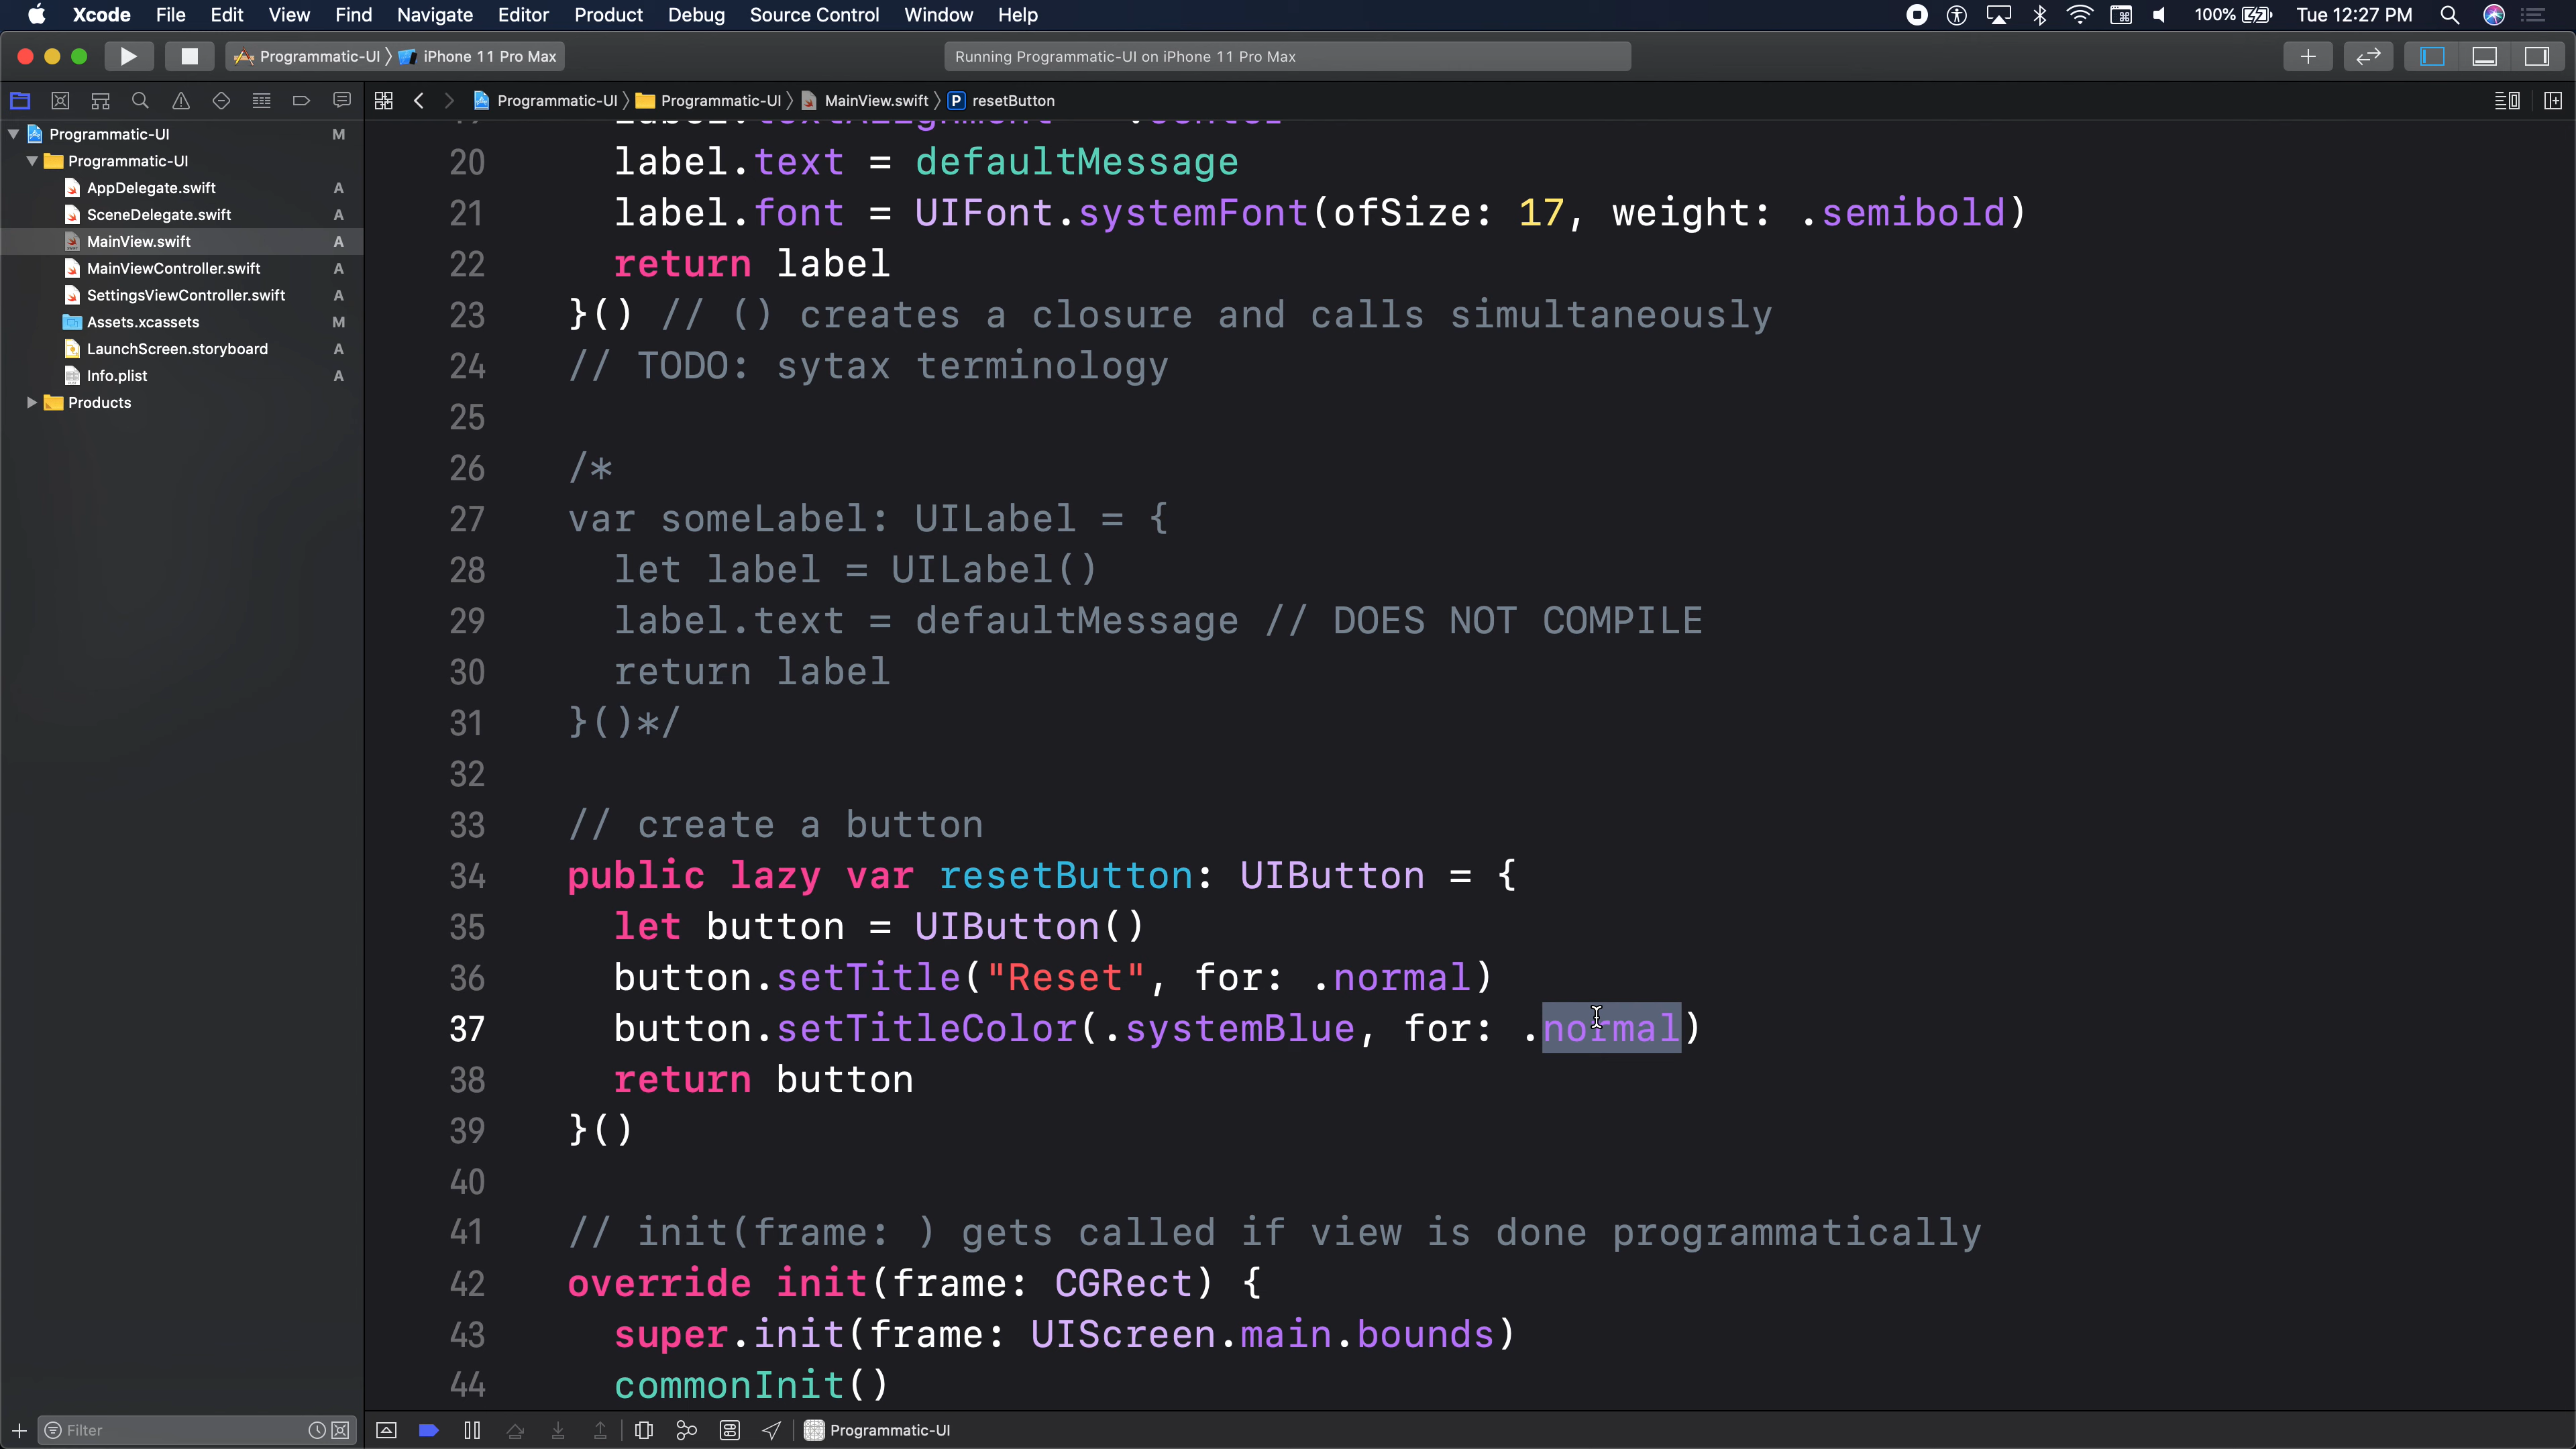 Xcode File Edit View Find Navigate Editor Product Debug Source Control Window Help 100% Tue 12:27 PM
Programmatic-UI iPhone 11 Pro Max Running Programmatic-UI on iPhone 11 Pro Max
Programmatic-UI Programmatic-UI MainView.swift P resetButton
Programmatic-UI M
Programmatic-UI
AppDelegate.swift A
SceneDelegate.swift A
MainView.swift A
MainViewController.swift A
SettingsViewController.swift A
Assets.xcassets M
LaunchScreen.storyboard A
Info.plist A
Products
20 label.text = defaultMessage
21 label.font = UIFont.systemFont(ofSize: 17, weight: .semibold)
22 return label
23 }() // () creates a closure and calls simultaneously
24 // TODO: sytax terminology
25
26 /*
27 var someLabel: UILabel = {
28 let label = UILabel()
29 label.text = defaultMessage // DOES NOT COMPILE
30 return label
31 }()*/
32
33 // create a button
34 public lazy var resetButton: UIButton = {
35 let button = UIButton()
36 button.setTitle("Reset", for: .normal)
37 button.setTitleColor(.systemBlue, for: .normal)
38 return button
39 }()
40
41 // init(frame: ) gets called if view is done programmatically
42 override init(frame: CGRect) {
43 super.init(frame: UIScreen.main.bounds)
44 commonInit()
Filter
Programmatic-UI